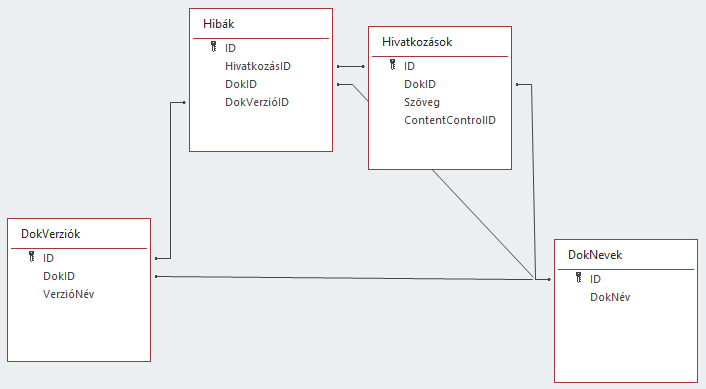 Hibák
ID
HivatkozásID
DokID
DokVerzióID
Hivatkozások
ID
DokID
Szöveg
ContentControlID
DokVerziók
ID
DokID
VerzióNév
DokNevek
ID
DokNév